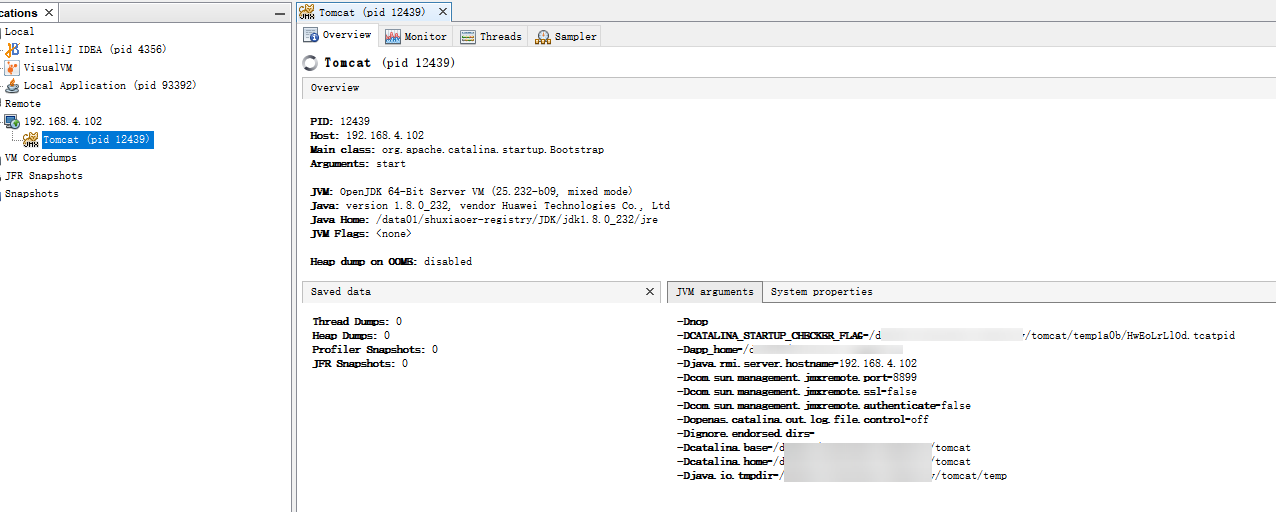 cations
Local
IntelliJ IDEA (pid 4356)
VisualVM
Local Application (pid 93392)
Remote
192.168.4.102
Tomcat (pid 12439)
VM Coredumps
JFR Snapshots
Snapshots
Tomcat (pid 12439)
Overview Monitor Threads Sampler
Tomcat (pid 12439)
Overview
PID: 12439
Host: 192.168.4.102
Main class: org.apache.catalina.startup.Bootstrap
Arguments: start
JVM: OpenJDK 64-Bit Server VM (25.232-b09, mixed mode)
Java: version 1.8.0_232, vendor Huawei Technologies Co., Ltd
Java Home: /data01/shuxiaoer-registry/JDK/jdk1.8.0_232/jre
JVM Flags: <none>
Heap dump on OOME: disabled
Saved data
Thread Dumps: 0
Heap Dumps: 0
Profiler Snapshots: 0
JFR Snapshots: 0
JVM arguments System properties
-Dnop
-DCATALINA_STARTUP_CHECKER_FLAG=/d y/tomcat/temp1a0b/HwEoLrLl0d.tcatpid
-Dapp_home=/d
-Djava.rmi.server.hostname=192.168.4.102
-Dcom.sun.management.jmxremote.port=8899
-Dcom.sun.management.jmxremote.ssl=false
-Dcom.sun.management.jmxremote.authenticate=false
-Dopenas.catalina.out.log.file.control=off
-Dignore.endorsed.dirs=
-Dcatalina.base=/d /tomcat
-Dcatalina.home=/d /tomcat
-Djava.io.tmpdir=/ y/tomcat/temp